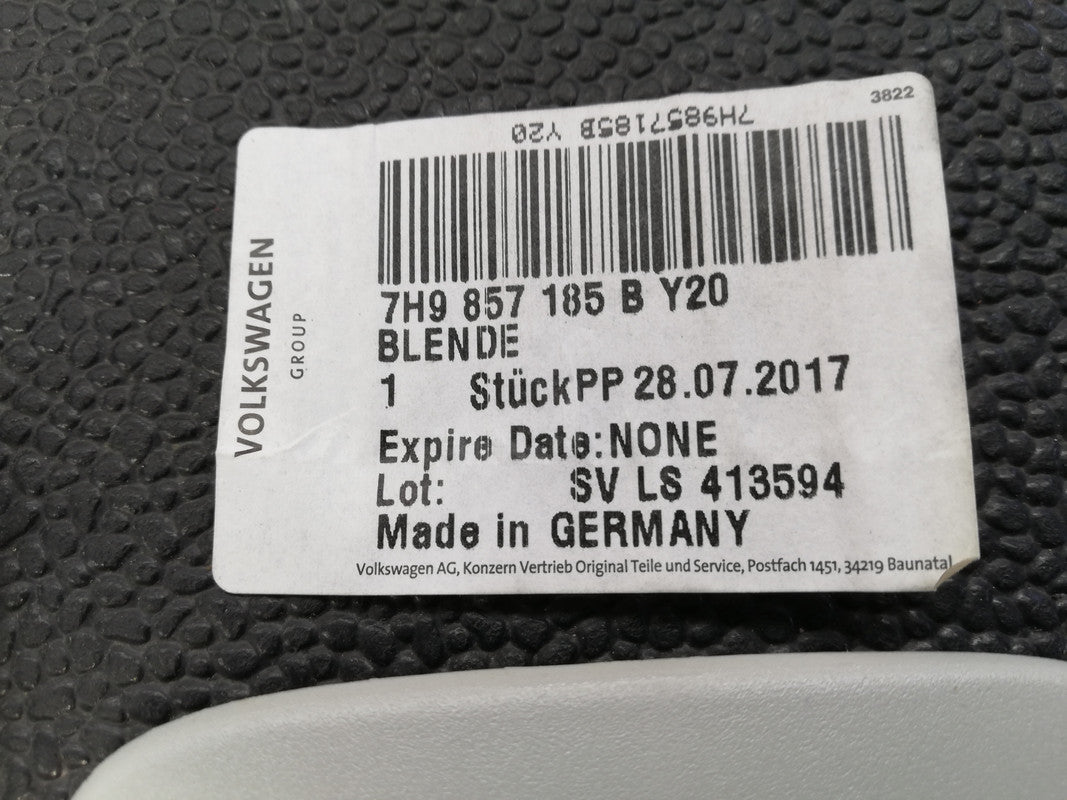 3822
7H9857185B Y20
VOLKSWAGEN
GROUP
7H9 857 185 B Y20
BLENDE
1 StückPP 28.07.2017
Expire Date:NONE
Lot: SV LS 413594
Made in GERMANY
Volkswagen AG, Konzern Vertrieb Original Teile und Service, Postfach 1451, 34219 Baunatal